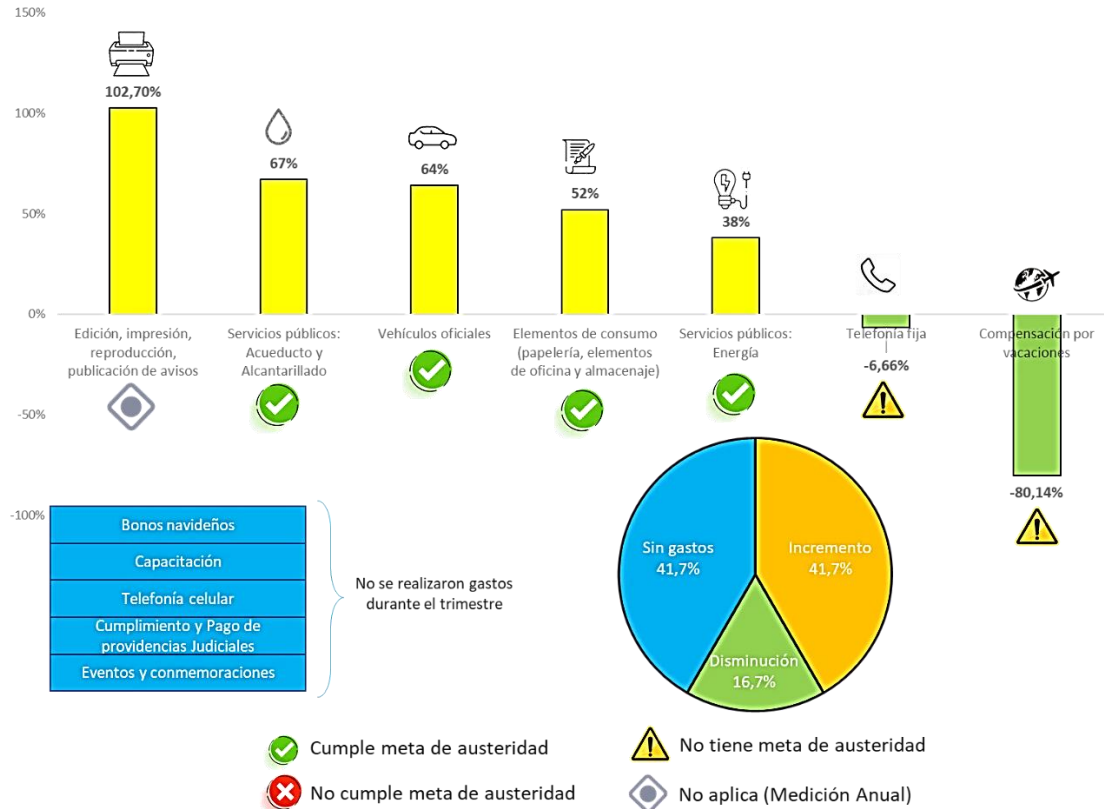 150%
100%
50%
0%
-50%
-100%
102,70%
67%
64%
52%
38%
Edición, impresión,
reproducción,
publicación de avisos
Servicios públicos:
Acueducto y
Alcantarillado
Vehículos oficiales
Elementos de consumo
(papelería, elementos
de oficina y almacenaje)
Servicios públicos:
Energía
Telefonía fija
-6,66%
Compensación por
vacaciones
-80,14%
Bonos navideños
Capacitación
Telefonía celular
Cumplimiento y Pago de
providencias Judiciales
Eventos y conmemoraciones
No se realizaron gastos
durante el trimestre
Sin gastos
41,7%
Incremento
41,7%
Disminución
16,7%
Cumple meta de austeridad
No tiene meta de austeridad
No cumple meta de austeridad
No aplica (Medición Anual)